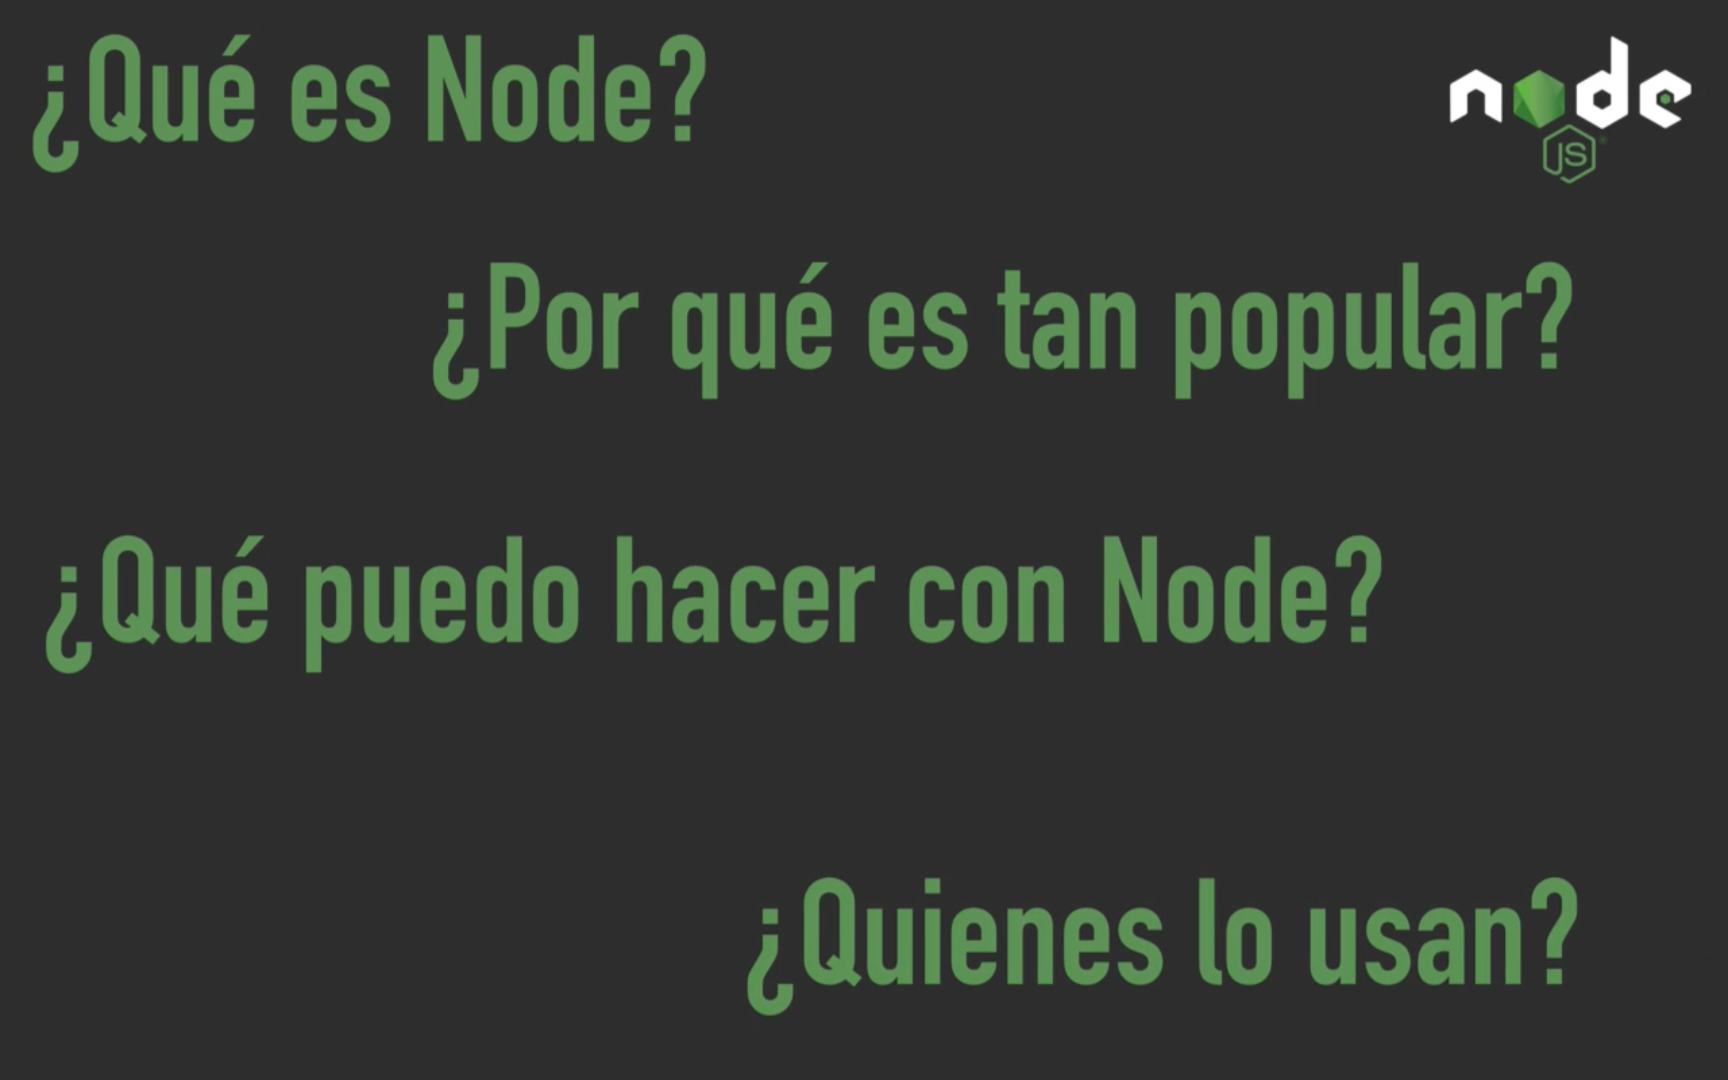 ¿Qué es Node?
node
JS
¿Por qué es tan popular?
¿Qué puedo hacer con Node?
¿Quienes lo usan?